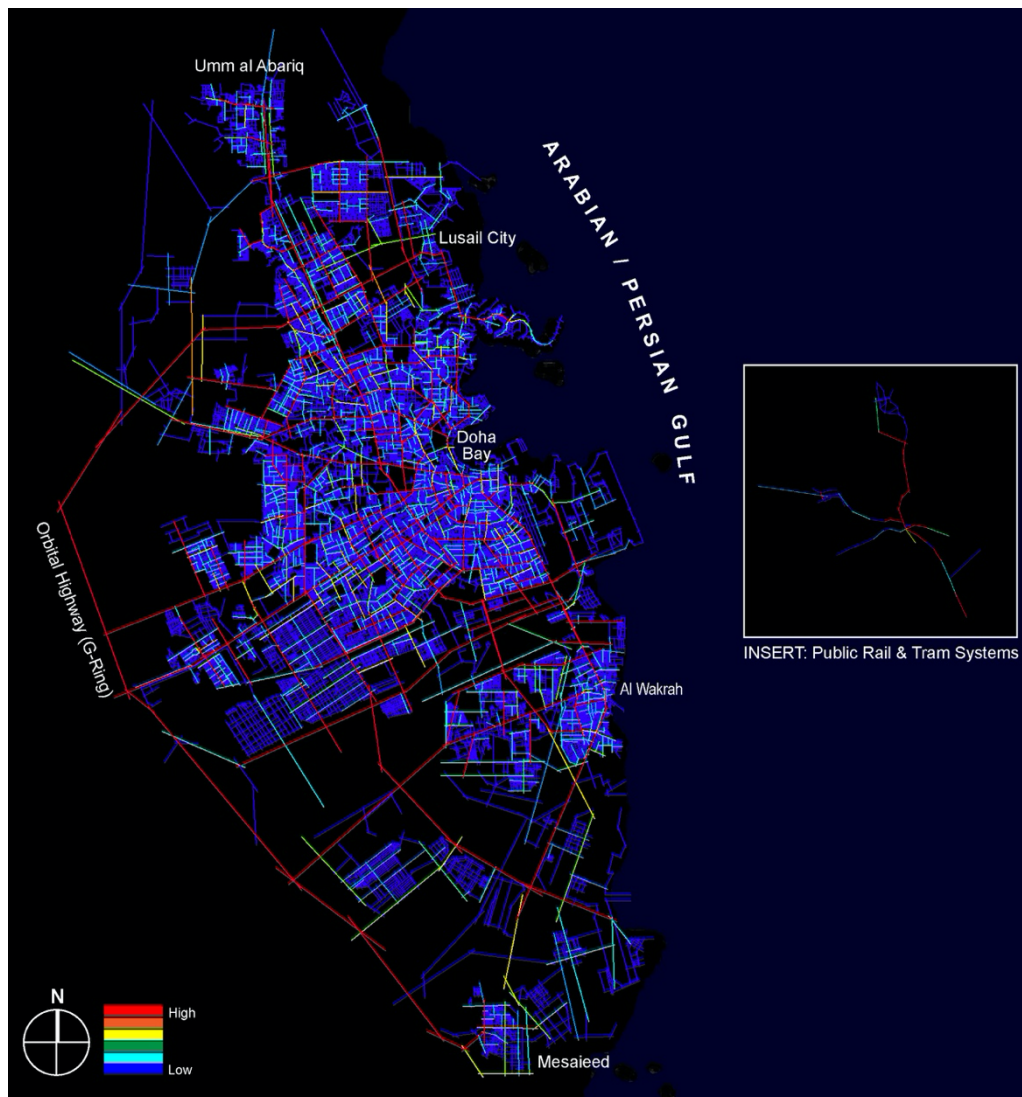 Umm al Abariq
ARABIAN / PERSIAN GULF
Lusail City
Doha
Bay
Orbital Highway (G-Ring)
INSERT: Public Rail & Tram Systems
Al Wakrah
N
High
Low
Mesaieed